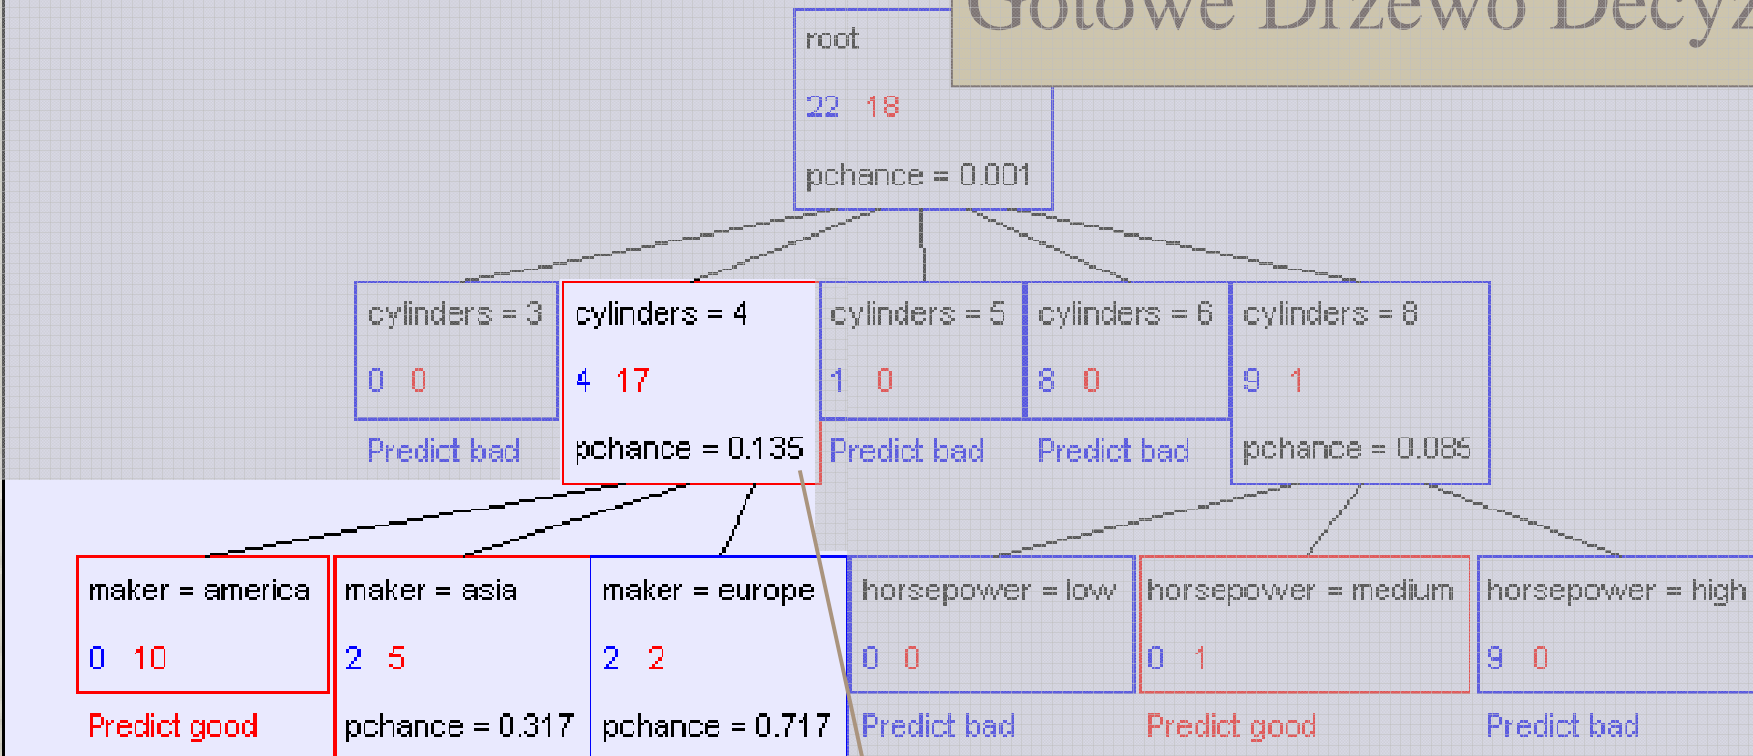 Gotowe Drzewo
root
22 18
pchance = 0.001
cylinders = 3
0 0
Predict bad
cylinders = 4
4 17
pchance = 0.135
cylinders = 5
1 0
Predict bad
cylinders = 6
8 0
Predict bad
cylinders = 8
9 1
pchance = 0.085
maker = america
0 10
Predict good
maker = asia
2 5
pchance = 0.317
maker = europe
2 2
pchance = 0.717
horsepower = low
0 0
Predict bad
horsepower = medium
0 1
Predict good
horsepower = high
9 0
Predict bad